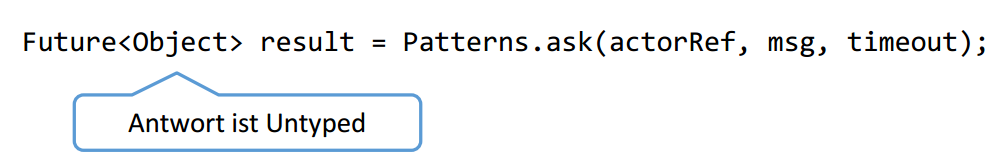 Future<Object> result = Patterns.ask(actorRef, msg, timeout);
Antwort ist Untyped